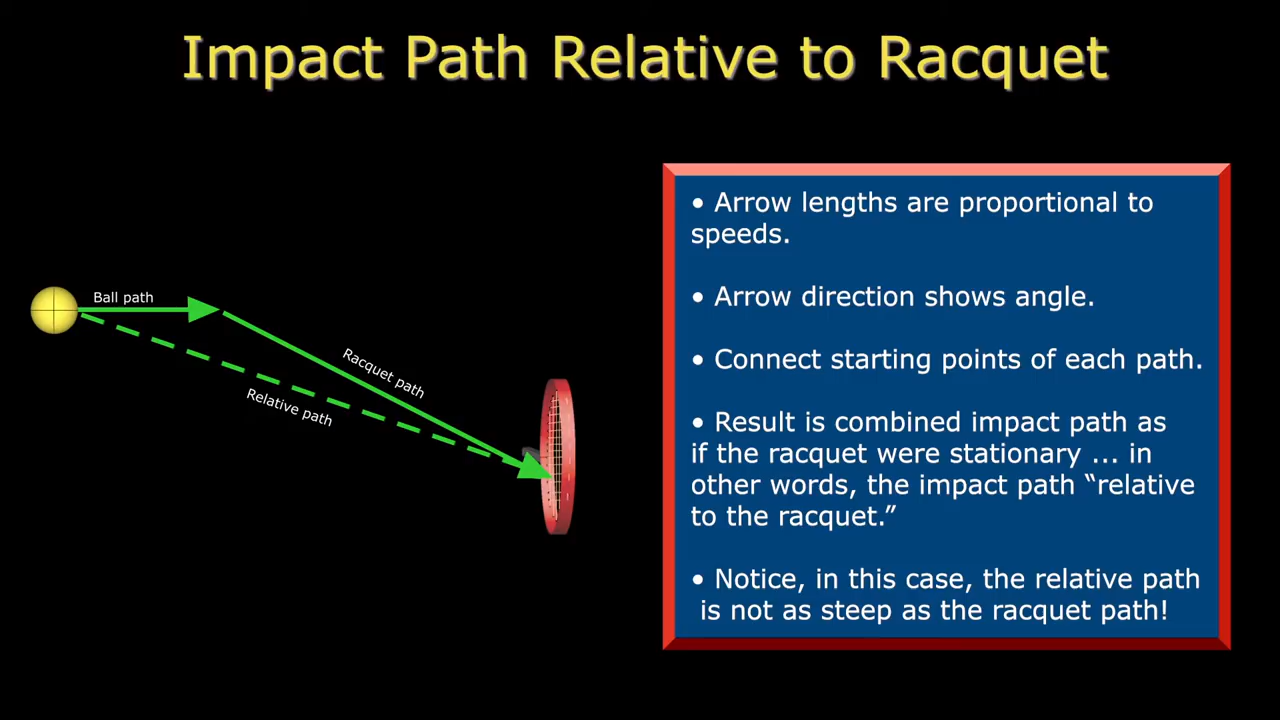 Impact Path Relative to Racquet
Ball path
Racquet path
Relative path
• Arrow lengths are proportional to
speeds.
• Arrow direction shows angle.
• Connect starting points of each path.
• Result is combined impact path as
if the racquet were stationary ... in
other words, the impact path “relative
to the racquet.”
• Notice, in this case, the relative path
is not as steep as the racquet path!